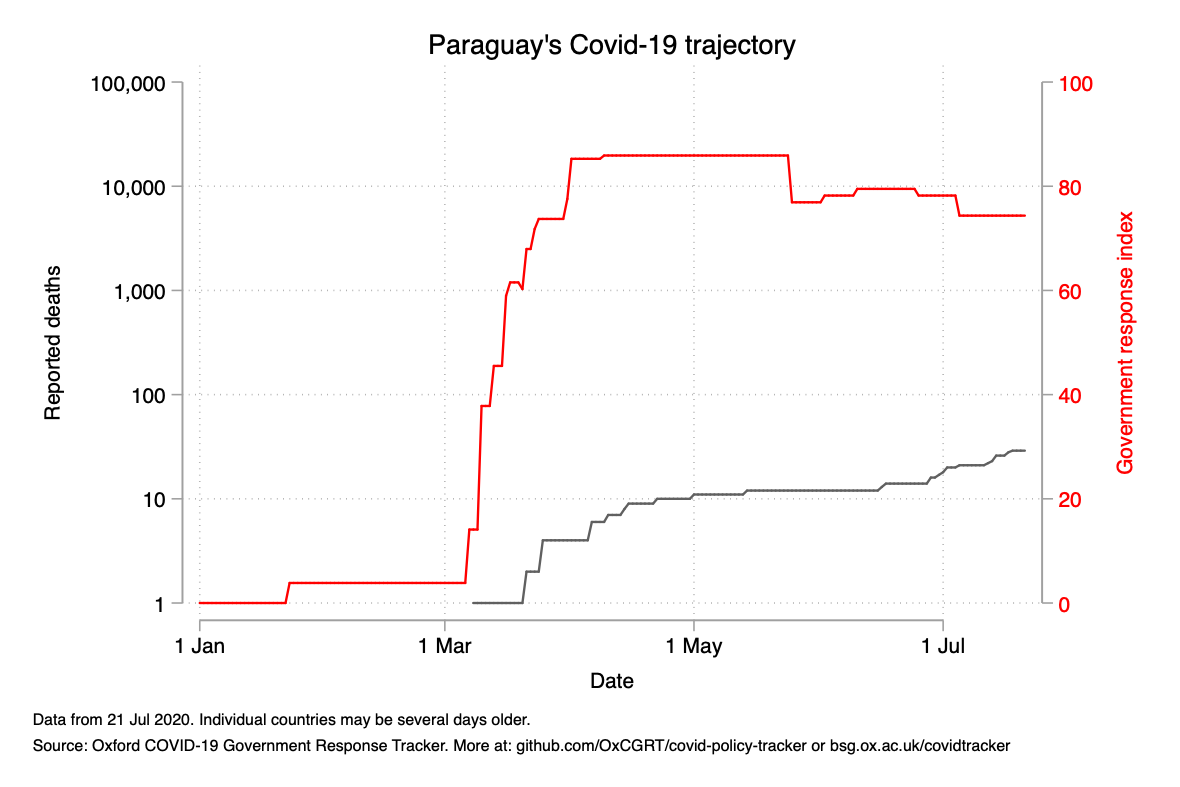 Paraguay's Covid-19 trajectory
100,000
10,000
1,000
100
10
1
Reported deaths
100
80
60
40
20
0
Government response index
1 Jan
1 Mar
1 May
1 Jul
Date
Data from 21 Jul 2020. Individual countries may be several days older.
Source: Oxford COVID-19 Government Response Tracker. More at: github.com/OxCGRT/covid-policy-tracker or bsg.ox.ac.uk/covidtracker